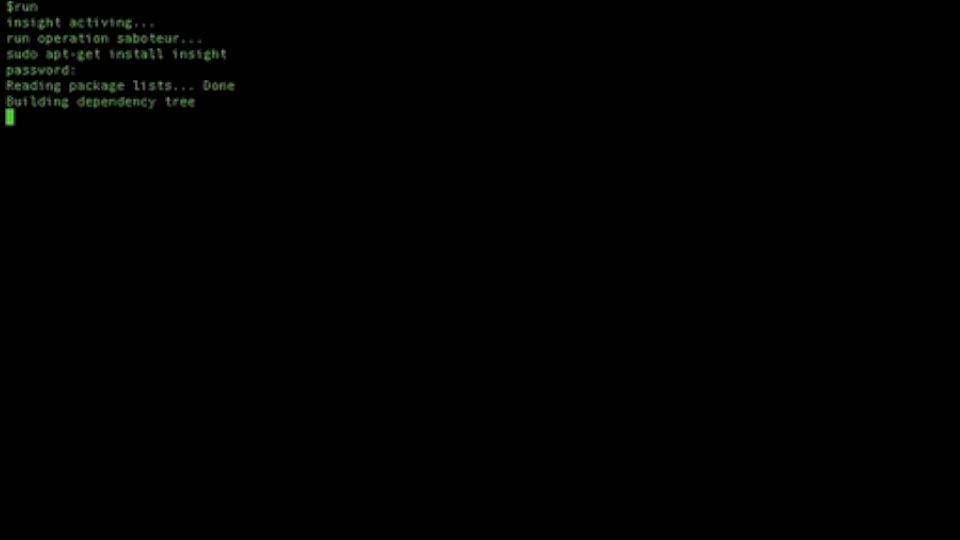 $run
insight activing...
run operation saboteur...
sudo apt-get install insight
password:
Reading package lists... Done
Building dependency tree